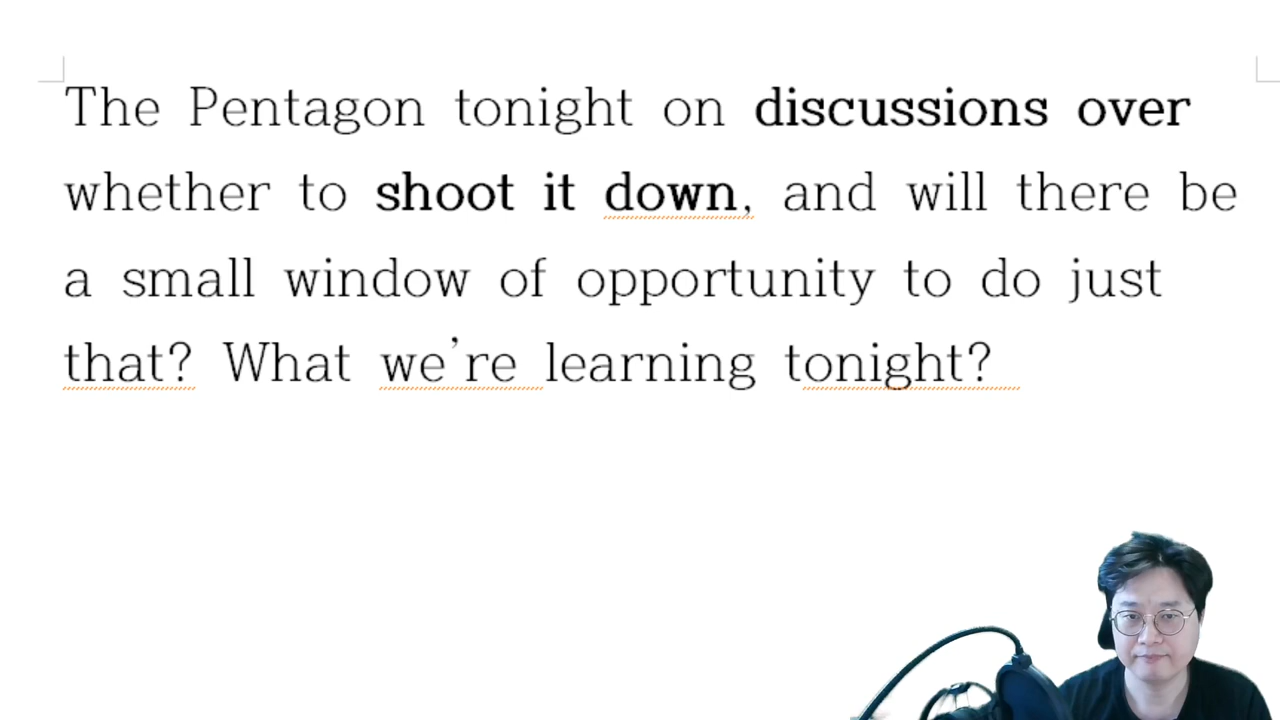 The Pentagon tonight on discussions over
whether to shoot it down, and will there be
a small window of opportunity to do just
that? What we're learning tonight?